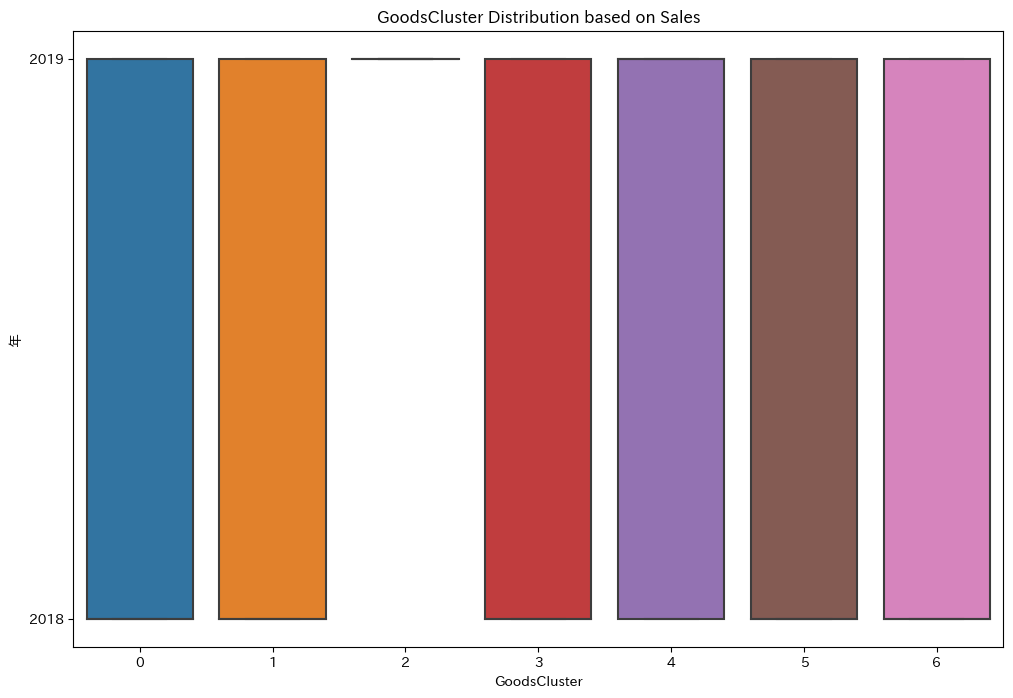 GoodsCluster Distribution based on Sales
2019
年
2018
0 1 2 3 4 5 6
GoodsCluster